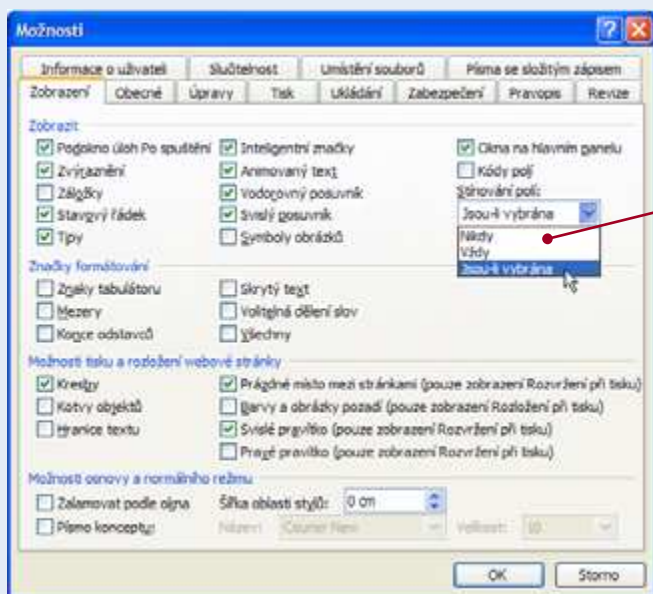 Možnosti
Informace o uživateli Slučitelnost Umístění souborů Písma se složitým zápisem
Zobrazení Obecné Úpravy Tisk Ukládání Zabezpečení Pravopis Revize
Zobrazit
Podokno úloh Po spuštění Inteligentní značky Okna na hlavním panelu
Zvýraznění Animovaný text Kódy polí
Záložky Vodorovný posuvník Stínování polí:
Stavový řádek Svislý posuvník Jsou-li vybrána
Tipy Symboly obrázků Nikdy
Vždy
Jsou-li vybrána
Značky formátování
Znaky tabulátoru Skrytý text
Mezery Volitelná dělení slov
Konce odstavců Všechny
Možnosti tisku a rozložení webové stránky
Kresby Prázdné místo mezi stránkami (pouze zobrazení Rozvržení při tisku)
Kotvy objektů Barvy a obrázky pozadí (pouze zobrazení Rozložení při tisku)
Hranice textu Svislé pravítko (pouze zobrazení Rozvržení při tisku)
Pravé pravítko (pouze zobrazení Rozvržení při tisku)
Možnosti osnovy a normálního režimu
Zalamovat podle okna Šířka oblasti stylů: 0 cm
Písmo konceptu: Název: Courier New Velikost: 10
OK Storno